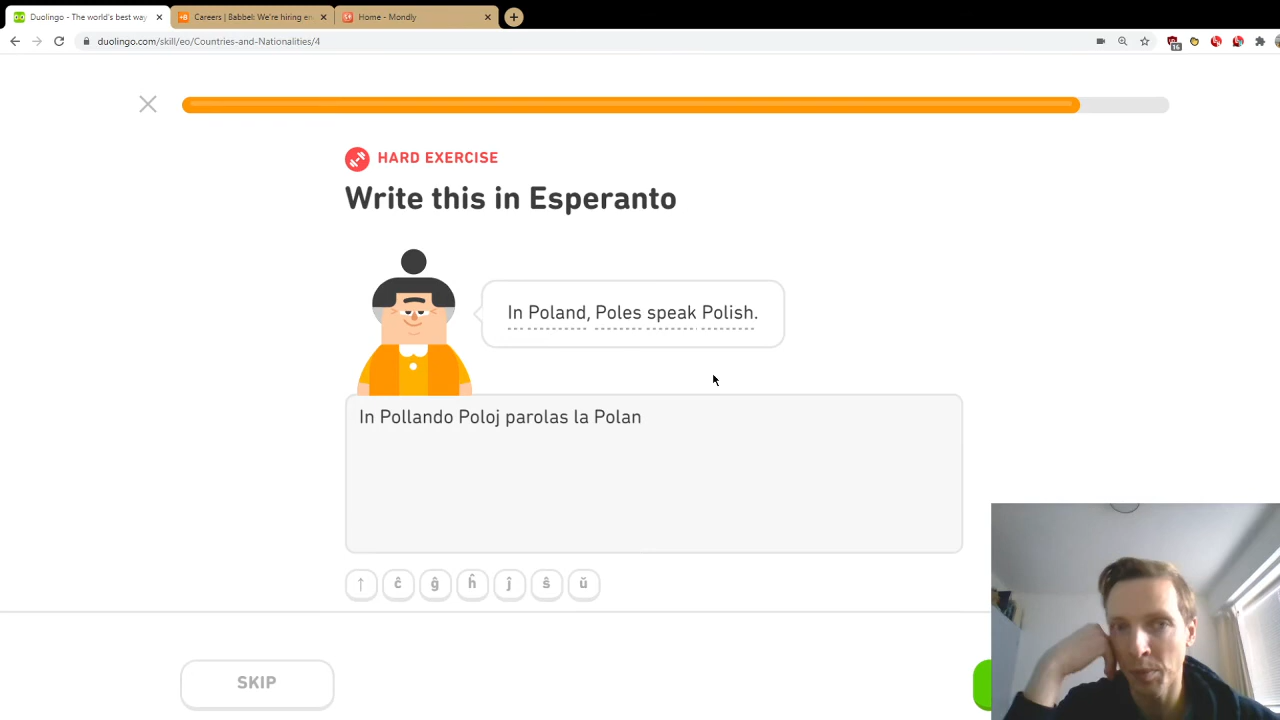 Duolingo - The world's best way
Careers | Babbel: We're hiring en
Home - Mondly
duolingo.com/skill/eo/Countries-and-Nationalities/4
16
HARD EXERCISE
Write this in Esperanto
In Poland, Poles speak Polish.
In Pollando Poloj parolas la Polan
↑ ĉ ĝ ĥ ĵ ŝ ŭ
SKIP